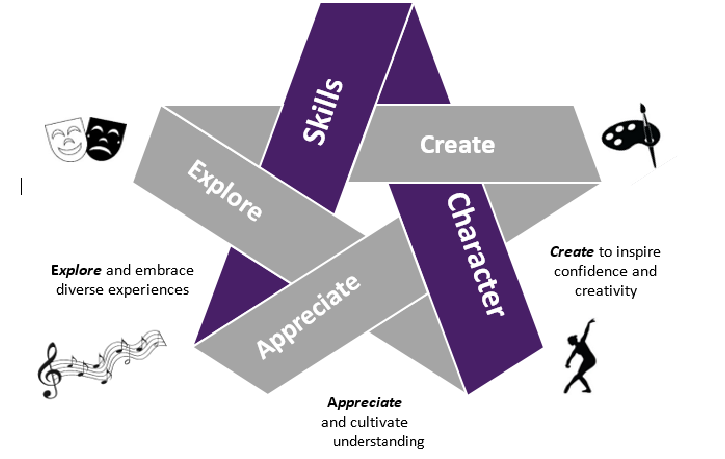 Skills
Create
Explore
Character
Appreciate
Explore and embrace
diverse experiences
Create to inspire
confidence and
creativity
Appreciate
and cultivate
understanding